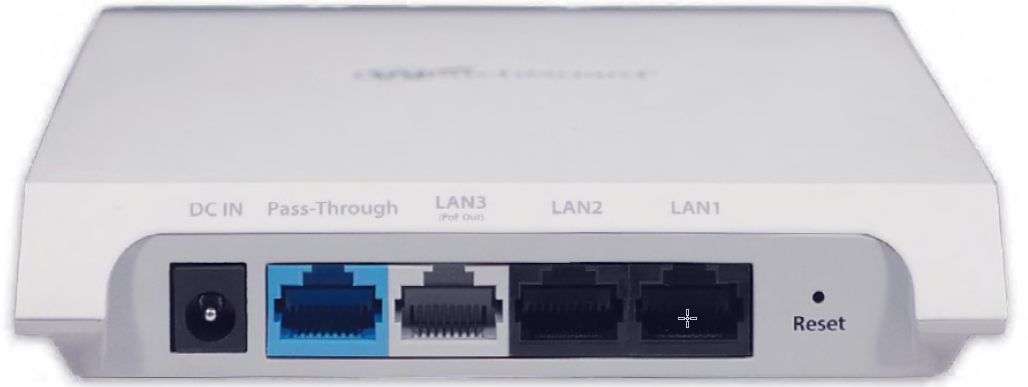 DC IN
Pass-Through
LAN3
(PoE Out)
LAN2
LAN1
Reset